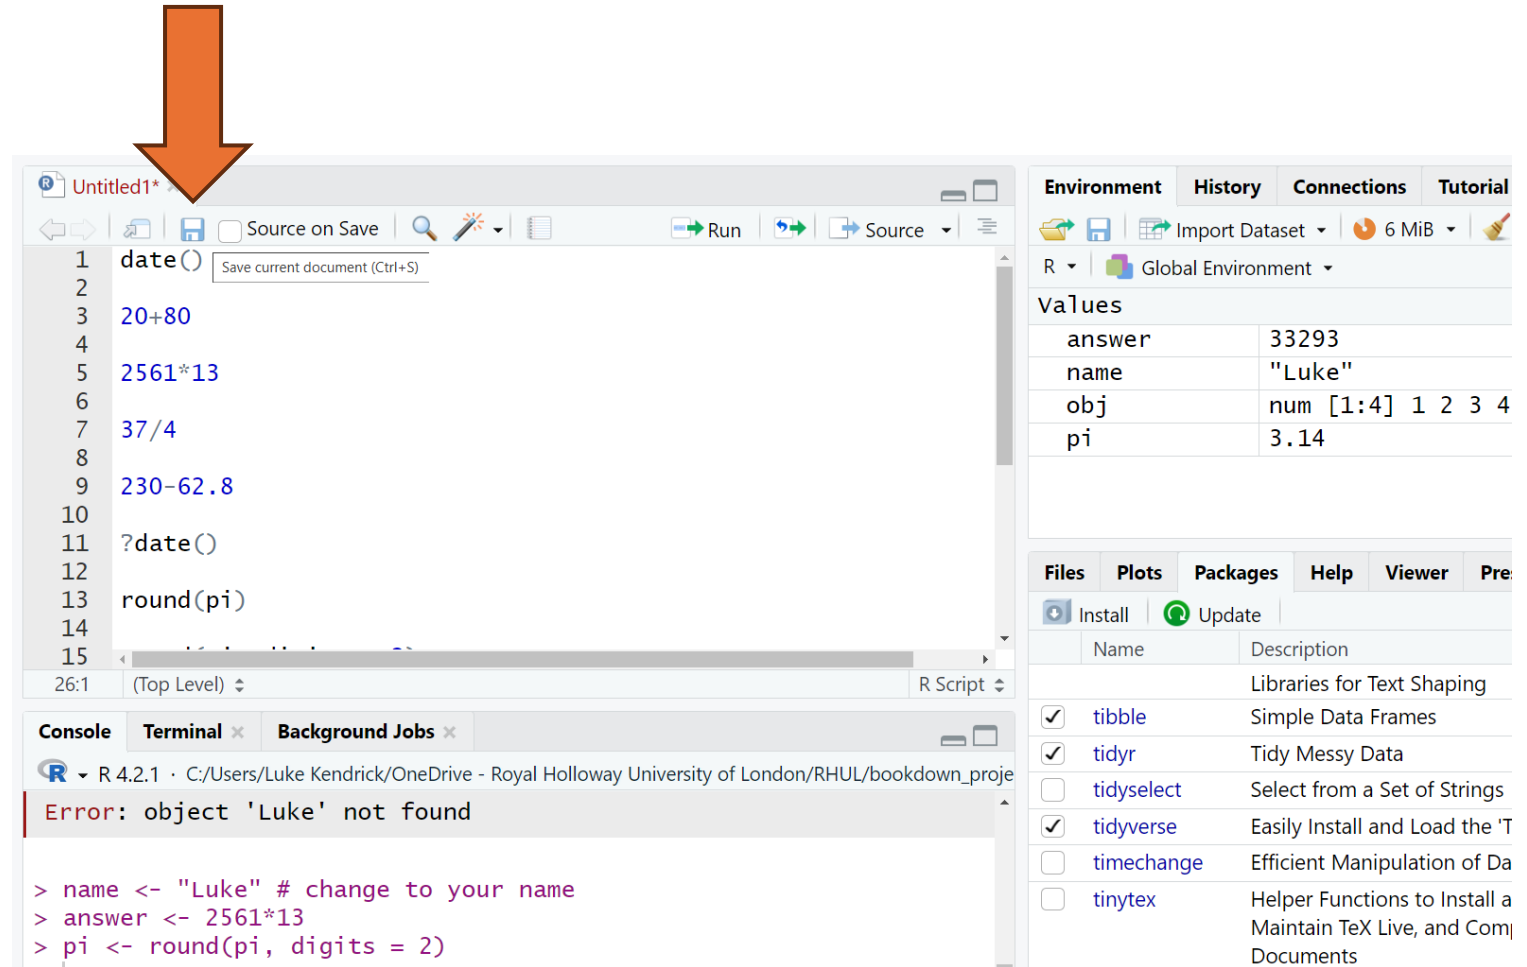 Untitled1*
Source on Save
Run
Source
Save current document (Ctrl+S)
1 date()
2
3 20+80
4
5 2561*13
6
7 37/4
8
9 230-62.8
10
11 ?date()
12
13 round(pi)
14
15
26:1 (Top Level) R Script
Console Terminal Background Jobs
R 4.2.1 · C:/Users/Luke Kendrick/OneDrive - Royal Holloway University of London/RHUL/bookdown_proje
Error: object 'Luke' not found
> name <- "Luke" # change to your name
> answer <- 2561*13
> pi <- round(pi, digits = 2)
Environment History Connections Tutorial
Import Dataset 6 MiB
R Global Environment
Values
answer 33293
name "Luke"
obj num [1:4] 1 2 3 4
pi 3.14
Files Plots Packages Help Viewer Pres
Install Update
Name Description
Libraries for Text Shaping
tibble Simple Data Frames
tidyr Tidy Messy Data
tidyselect Select from a Set of Strings
tidyverse Easily Install and Load the 'T
timechange Efficient Manipulation of Da
tinytex Helper Functions to Install a
Maintain TeX Live, and Comp
Documents